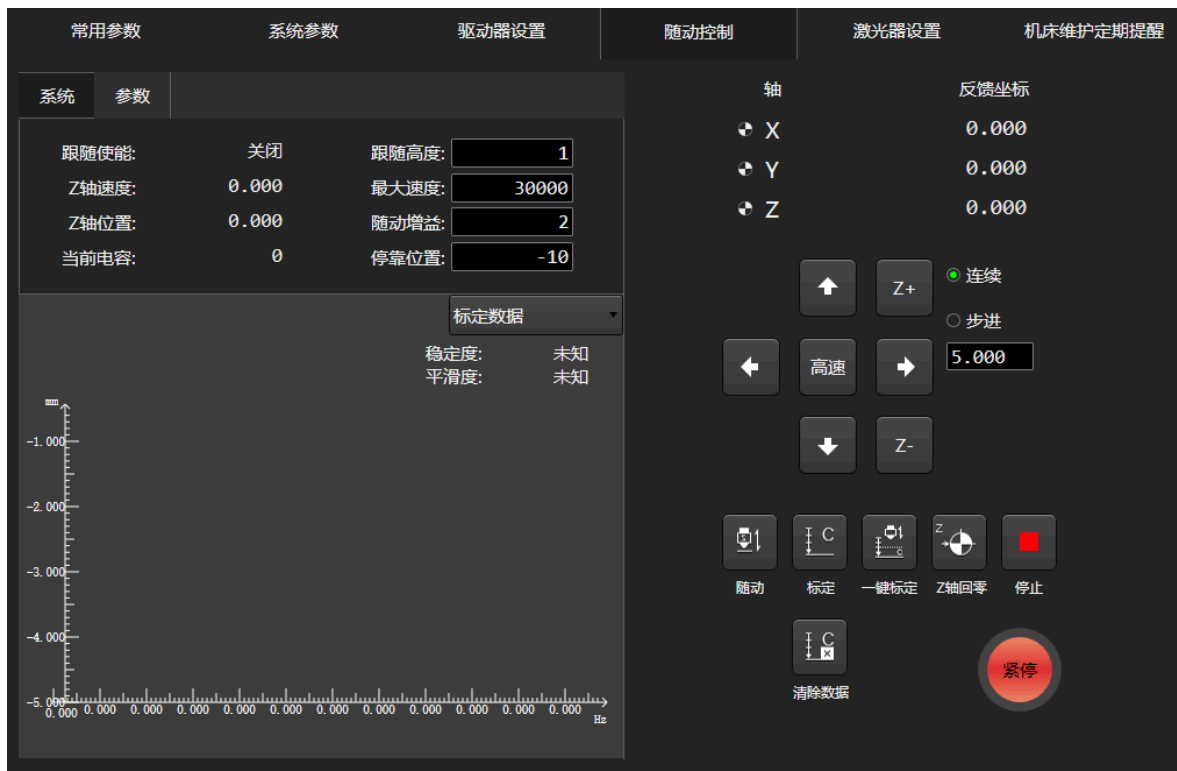 常用参数 系统参数 驱动器设置 随动控制 激光器设置 机床维护定期提醒
系统 参数
跟随使能: 关闭 跟随高度: 1
Z轴速度: 0.000 最大速度: 30000
Z轴位置: 0.000 随动增益: 2
当前电容: 0 停靠位置: -10
标定数据
稳定度: 未知
平滑度: 未知
mm
-1.000
-2.000
-3.000
-4.000
-5.000
0.000 0.000 0.000 0.000 0.000 0.000 0.000 0.000 0.000 0.000 0.000 0.000
Hz
轴 反馈坐标
X 0.000
Y 0.000
Z 0.000
Z+ 连续
步进
高速 5.000
Z-
C C Z
随动 标定 一键标定 Z轴回零 停止
C
清除数据
紧停